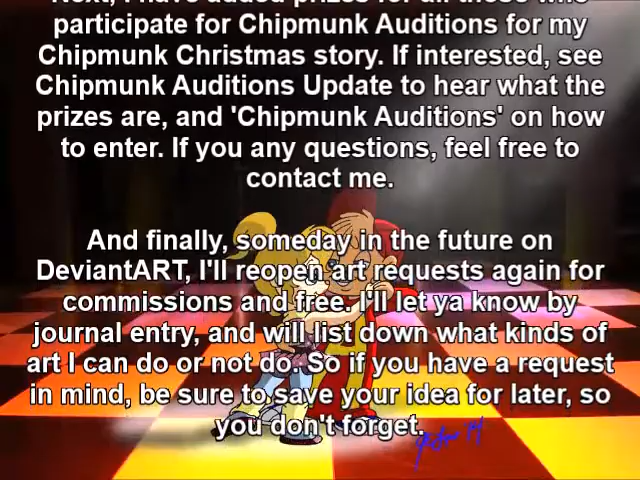 Next, I have added prizes for all those who
participate for Chipmunk Auditions for my
Chipmunk Christmas story. If interested, see
Chipmunk Auditions Update to hear what the
prizes are, and 'Chipmunk Auditions' on how
to enter. If you any questions, feel free to
contact me.
And finally, someday in the future on
DeviantART, I'll reopen art requests again for
commissions and free. I'll let ya know by
journal entry, and will list down what kinds of
art I can do or not do. So if you have a request
in mind, be sure to save your idea for later, so
you don't forget.